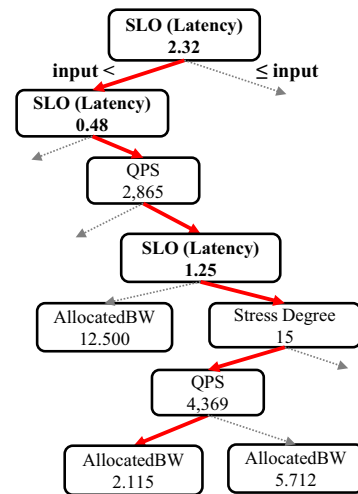 SLO (Latency)
2.32
input <
≤ input
SLO (Latency)
0.48
QPS
2,865
SLO (Latency)
1.25
AllocatedBW
12.500
Stress Degree
15
QPS
4,369
AllocatedBW
2.115
AllocatedBW
5.712